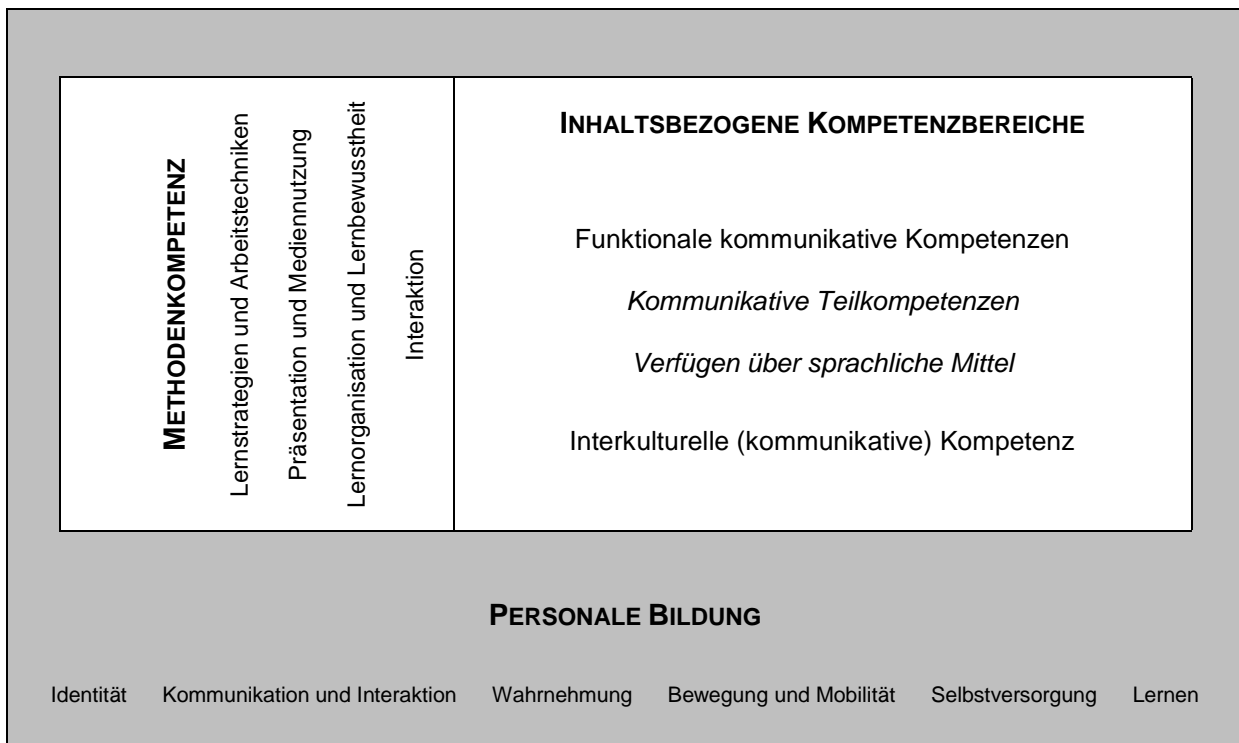 METHODENKOMPETENZ
Lernstrategien und Arbeitstechniken
Präsentation und Mediennutzung
Lernorganisation und Lernbewusstheit
Interaktion
INHALTSBEZOGENE KOMPETENZBEREICHE
Funktionale kommunikative Kompetenzen
Kommunikative Teilkompetenzen
Verfügen über sprachliche Mittel
Interkulturelle (kommunikative) Kompetenz
PERSONALE BILDUNG
Identität Kommunikation und Interaktion Wahrnehmung Bewegung und Mobilität Selbstversorgung Lernen